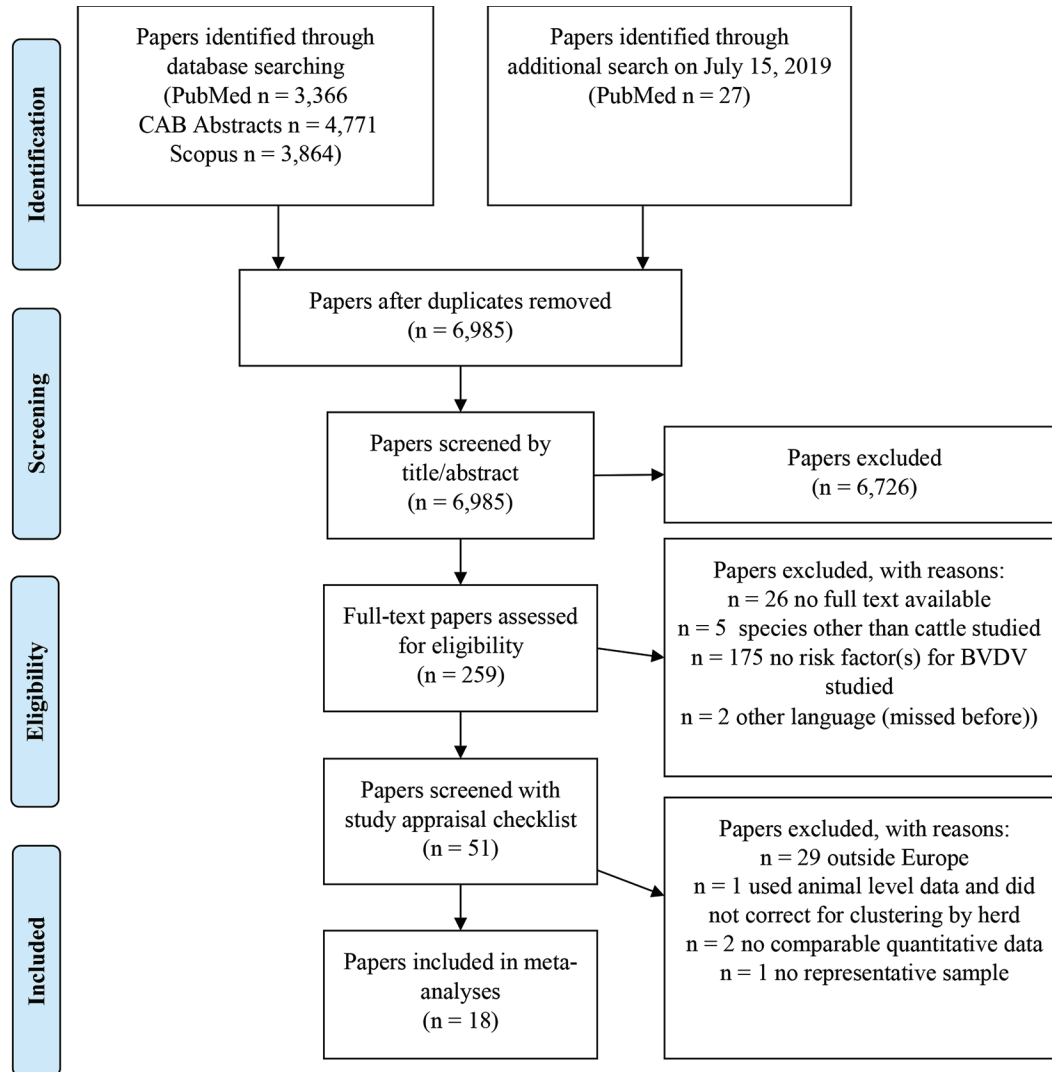 Identification
Papers identified through
database searching
(PubMed n = 3,366
CAB Abstracts n = 4,771
Scopus n = 3,864)
Papers identified through
additional search on July 15, 2019
(PubMed n = 27)
Papers after duplicates removed
(n = 6,985)
Screening
Papers screened by
title/abstract
(n = 6,985)
Papers excluded
(n = 6,726)
Eligibility
Full-text papers assessed
for eligibility
(n = 259)
Papers excluded, with reasons:
n = 26 no full text available
n = 5 species other than cattle studied
n = 175 no risk factor(s) for BVDV
studied
n = 2 other language (missed before))
Papers screened with
study appraisal checklist
(n = 51)
Papers excluded, with reasons:
n = 29 outside Europe
n = 1 used animal level data and did
not correct for clustering by herd
n = 2 no comparable quantitative data
n = 1 no representative sample
Included
Papers included in meta-
analyses
(n = 18)